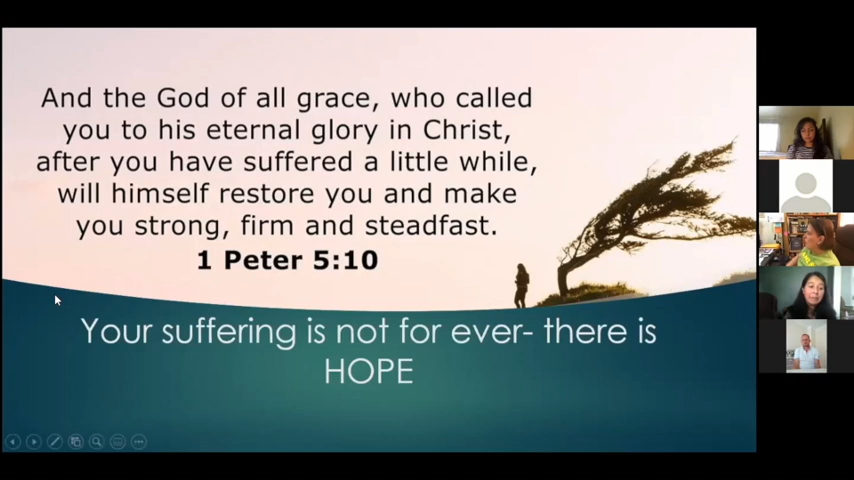 And the God of all grace, who called
you to his eternal glory in Christ,
after you have suffered a little while,
will himself restore you and make
you strong, firm and steadfast.
1 Peter 5:10
Your suffering is not for ever- there is
HOPE